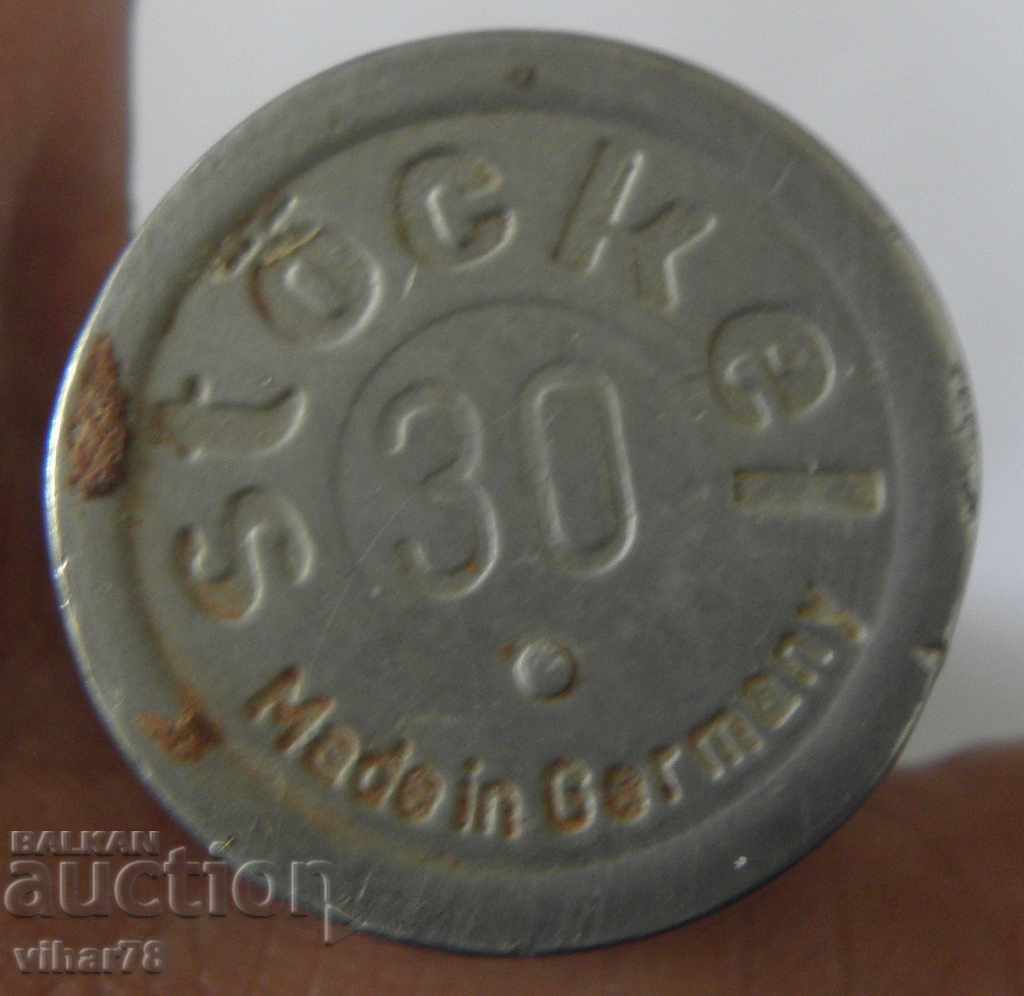 stöckel
30
Made in Germany
BALKAN
auction
vihar78